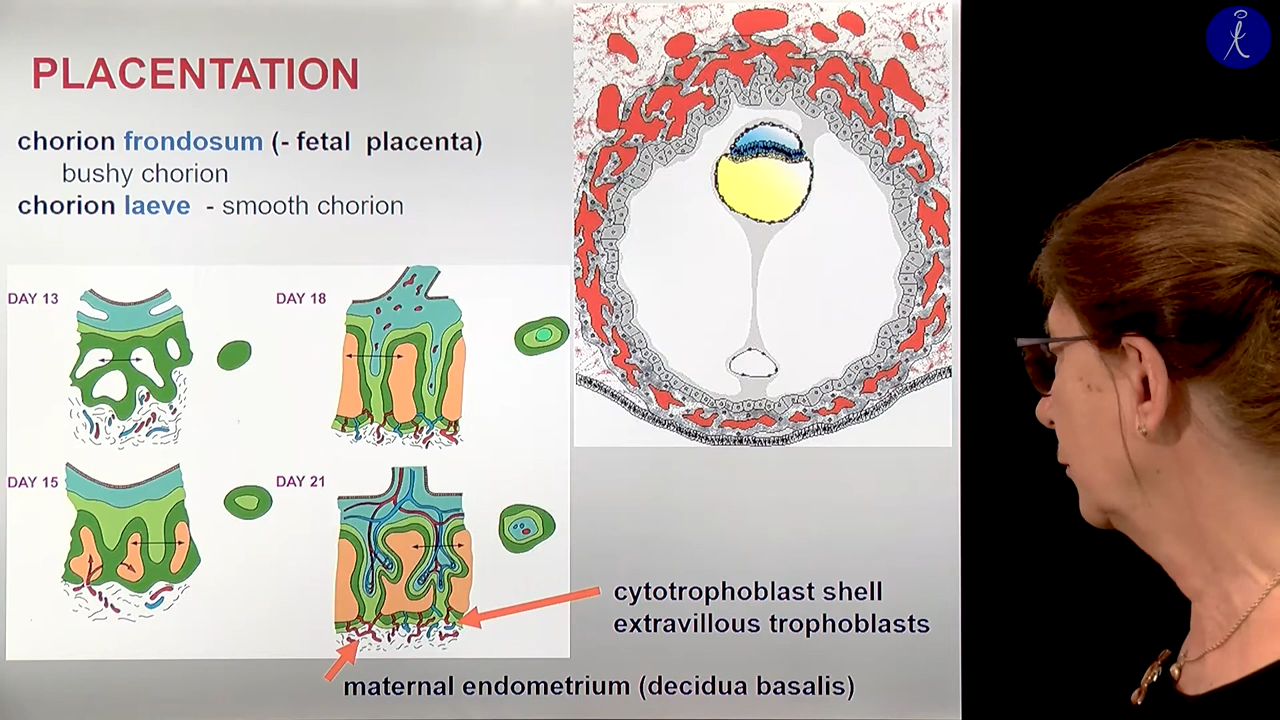 PLACENTATION
chorion frondosum (- fetal placenta)
bushy chorion
chorion laeve - smooth chorion
DAY 13
DAY 18
DAY 15
DAY 21
cytotrophoblast shell
extravillous trophoblasts
maternal endometrium (decidua basalis)